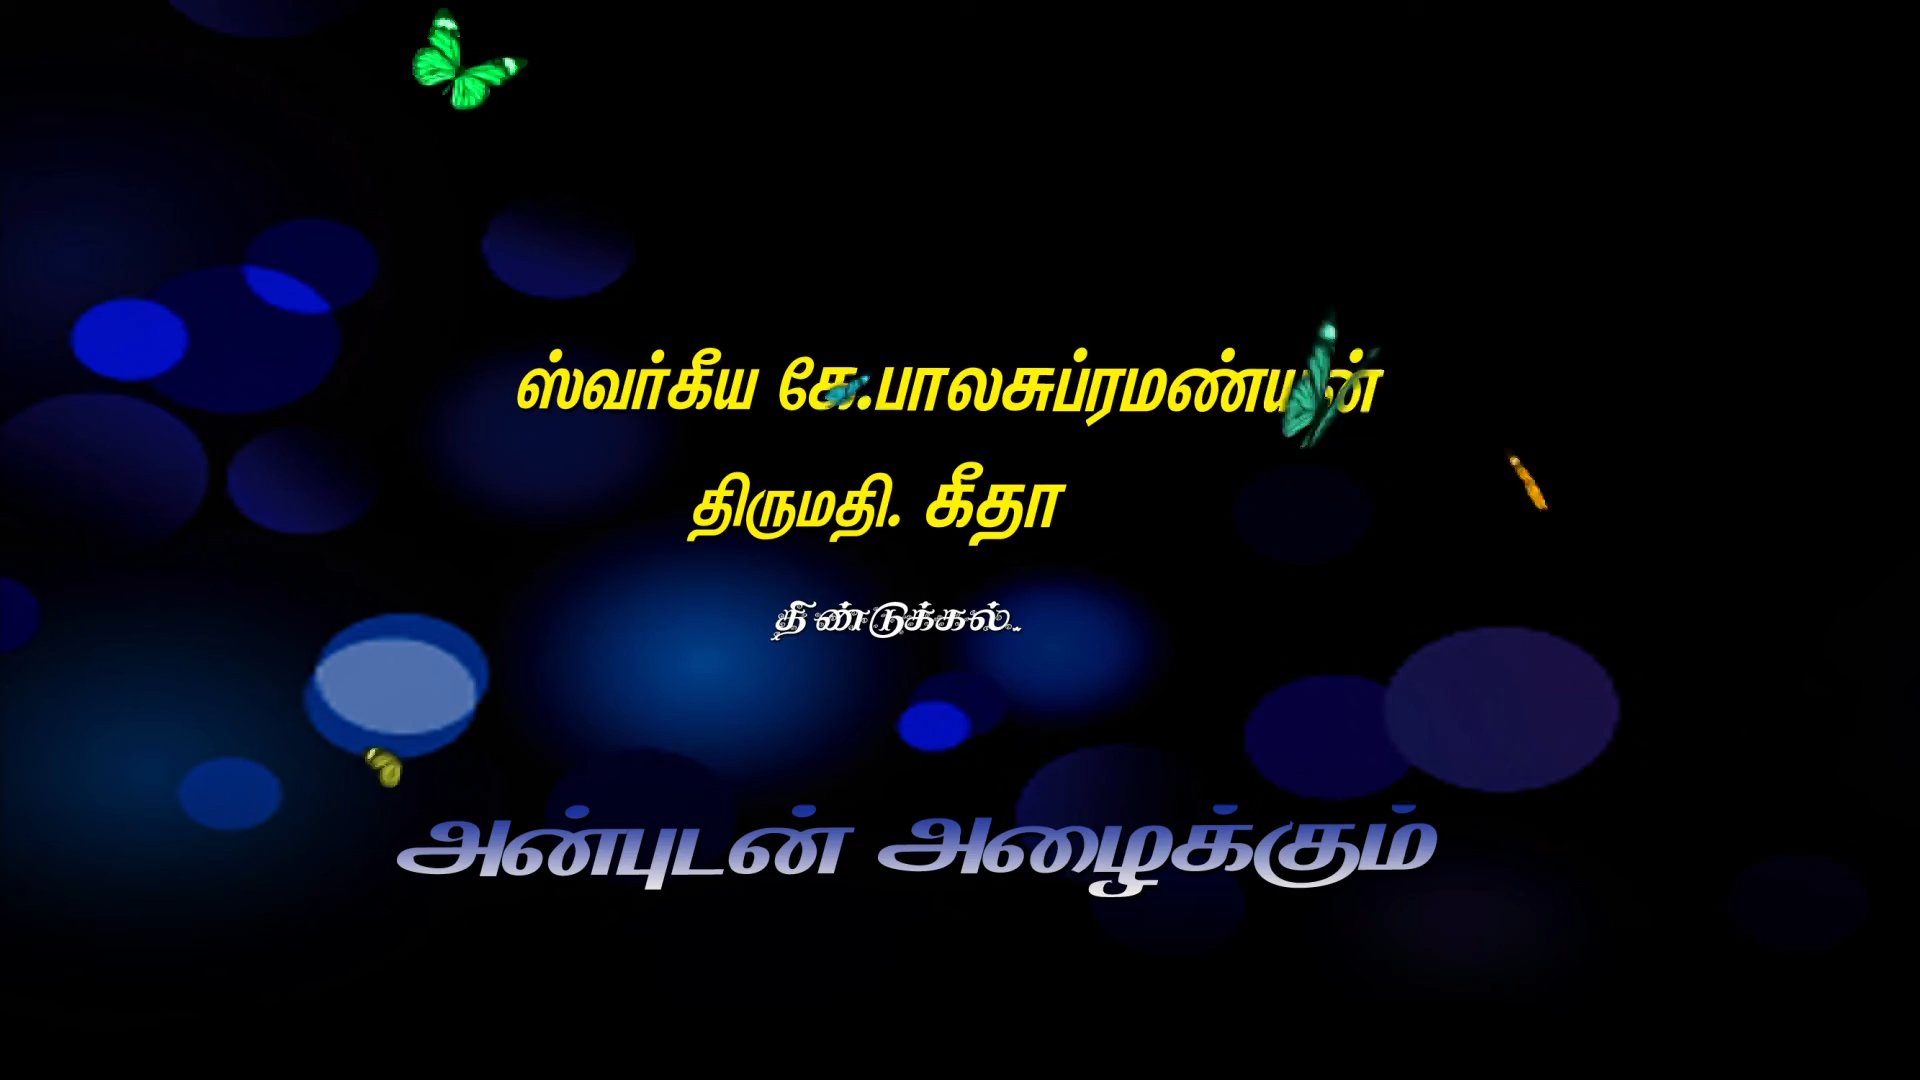 ஸ்வர்கீய கே.பாலசுப்ரமண்யன்
திருமதி. கீதா
திண்டுக்கல்.
அன்புடன் அழைக்கும்